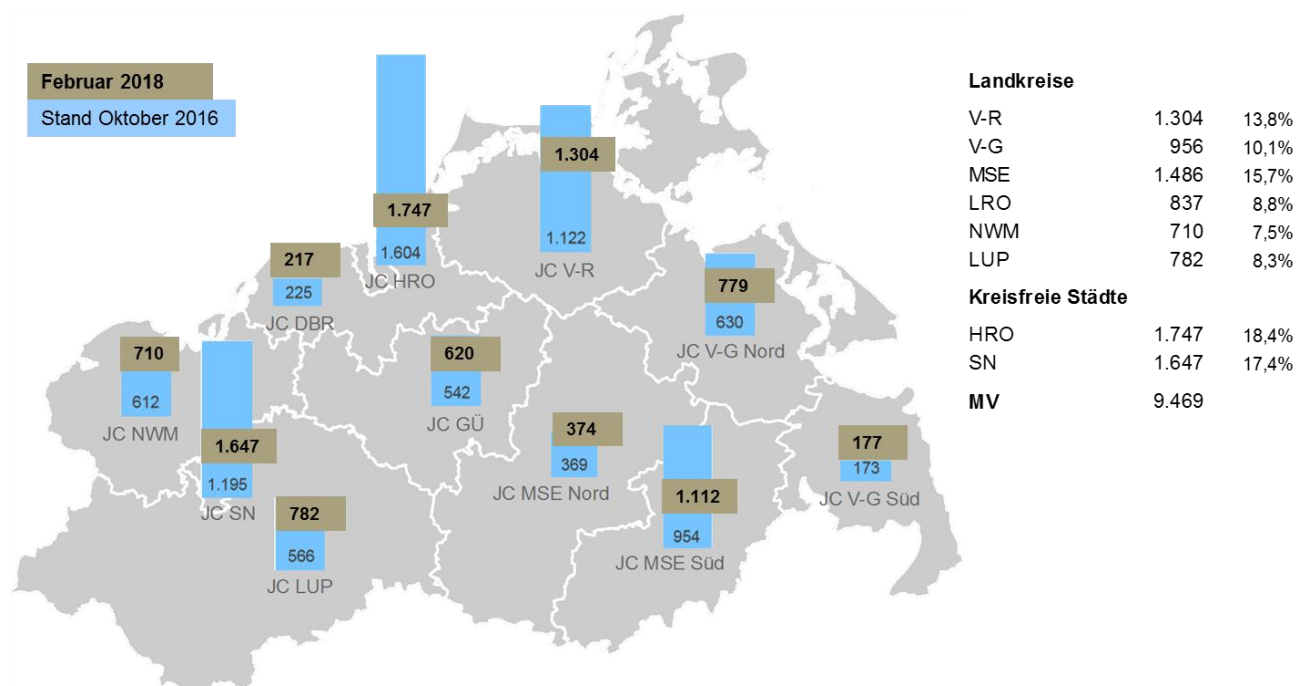 Februar 2018
Stand Oktober 2016
1.747
1.604
JC HRO
1.304
1.122
JC V-R
217
225
JC DBR
779
630
JC V-G Nord
710
612
JC NWM
620
542
JC GÜ
1.647
1.195
JC SN
374
369
JC MSE Nord
177
173
JC V-G Süd
1.112
954
JC MSE Süd
782
566
JC LUP
Landkreise
V-R 1.304 13,8%
V-G 956 10,1%
MSE 1.486 15,7%
LRO 837 8,8%
NWM 710 7,5%
LUP 782 8,3%
Kreisfreie Städte
HRO 1.747 18,4%
SN 1.647 17,4%
MV 9.469